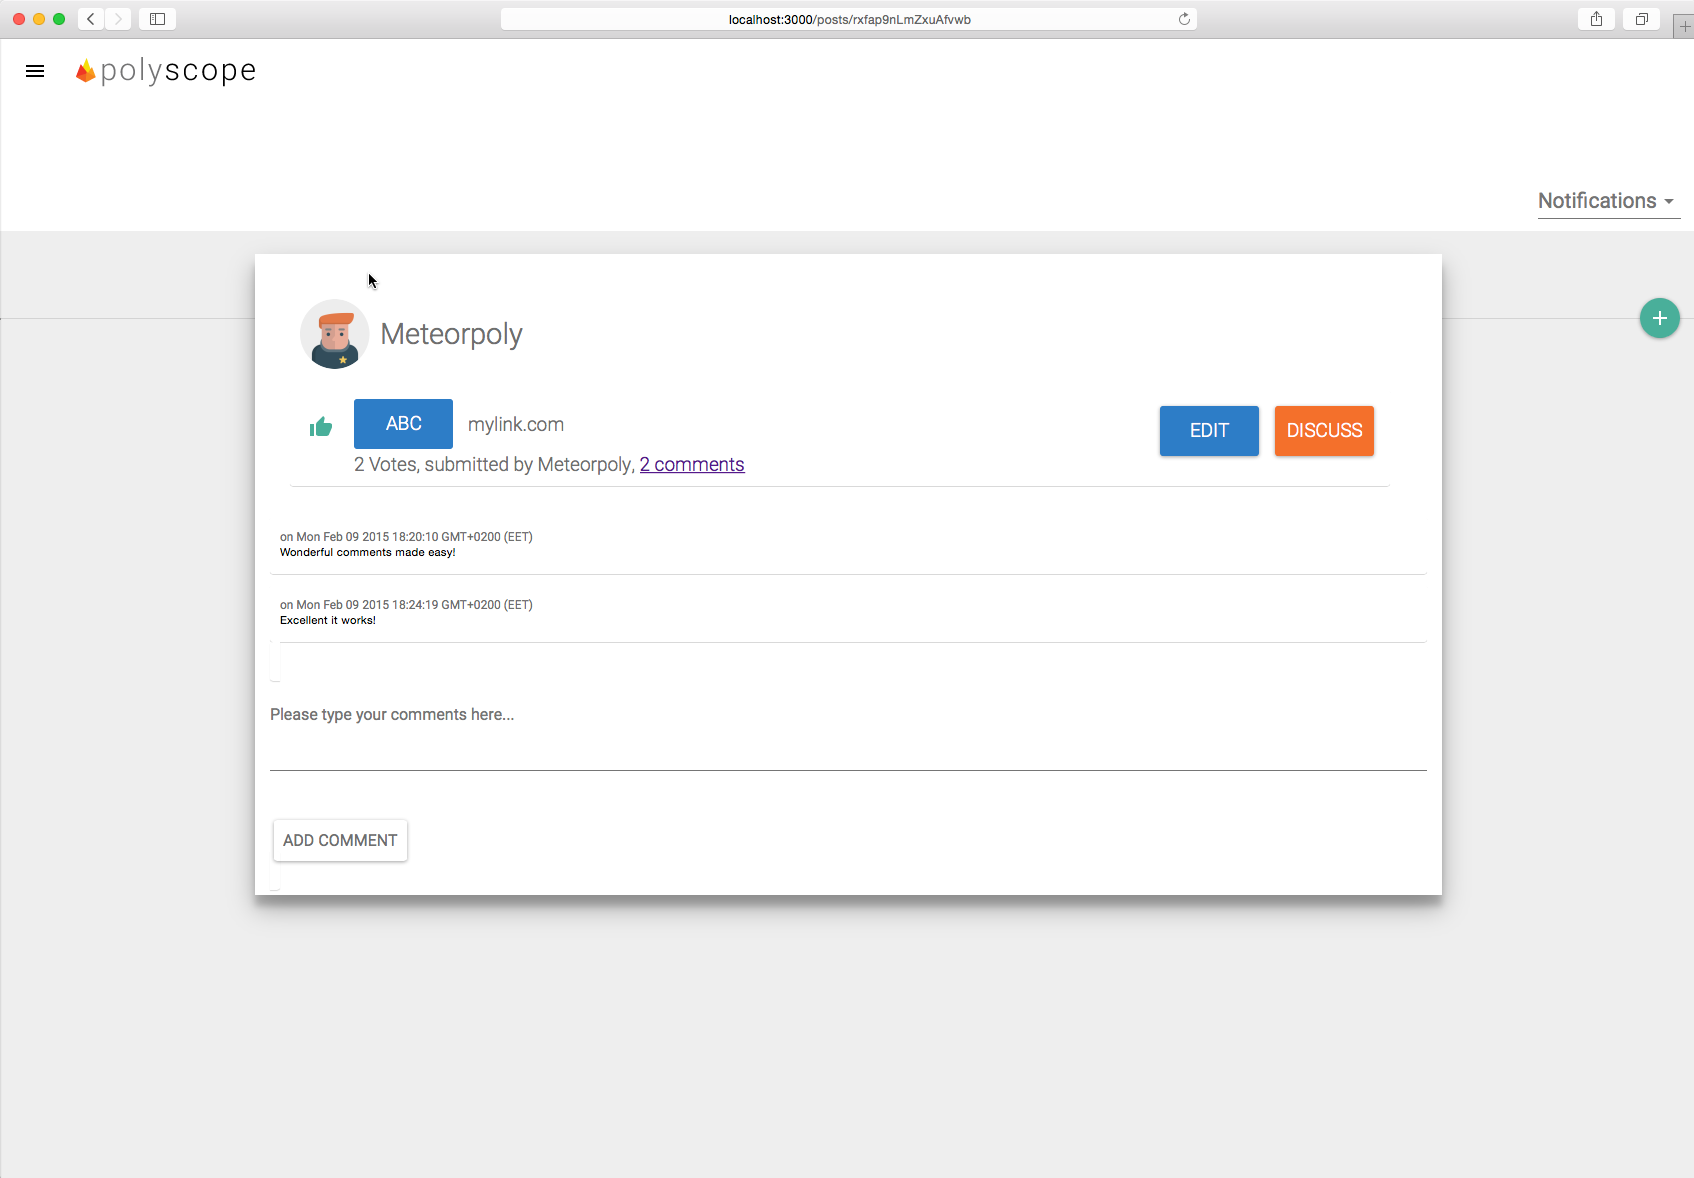 localhost:3000/posts/rxfap9nLmZxuAfvwb
polyscope
Notifications
Meteorpoly
ABC mylink.com EDIT DISCUSS
2 Votes, submitted by Meteorpoly, 2 comments
on Mon Feb 09 2015 18:20:10 GMT+0200 (EET)
Wonderful comments made easy!
on Mon Feb 09 2015 18:24:19 GMT+0200 (EET)
Excellent it works!
Please type your comments here...
ADD COMMENT